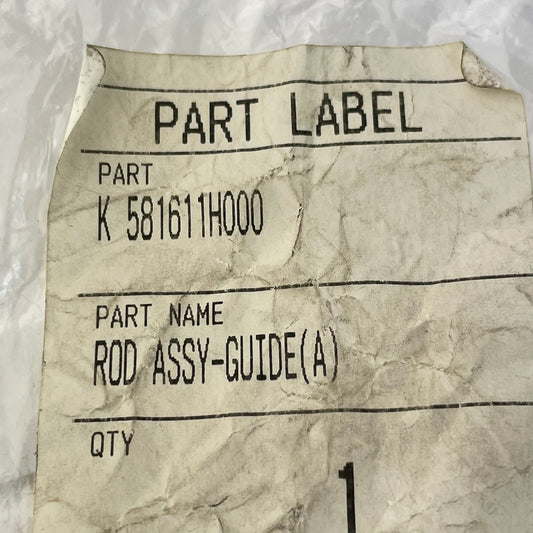 PART LABEL
PART
K 581611H000
PART NAME
ROD ASSY-GUIDE(A)
QTY
1